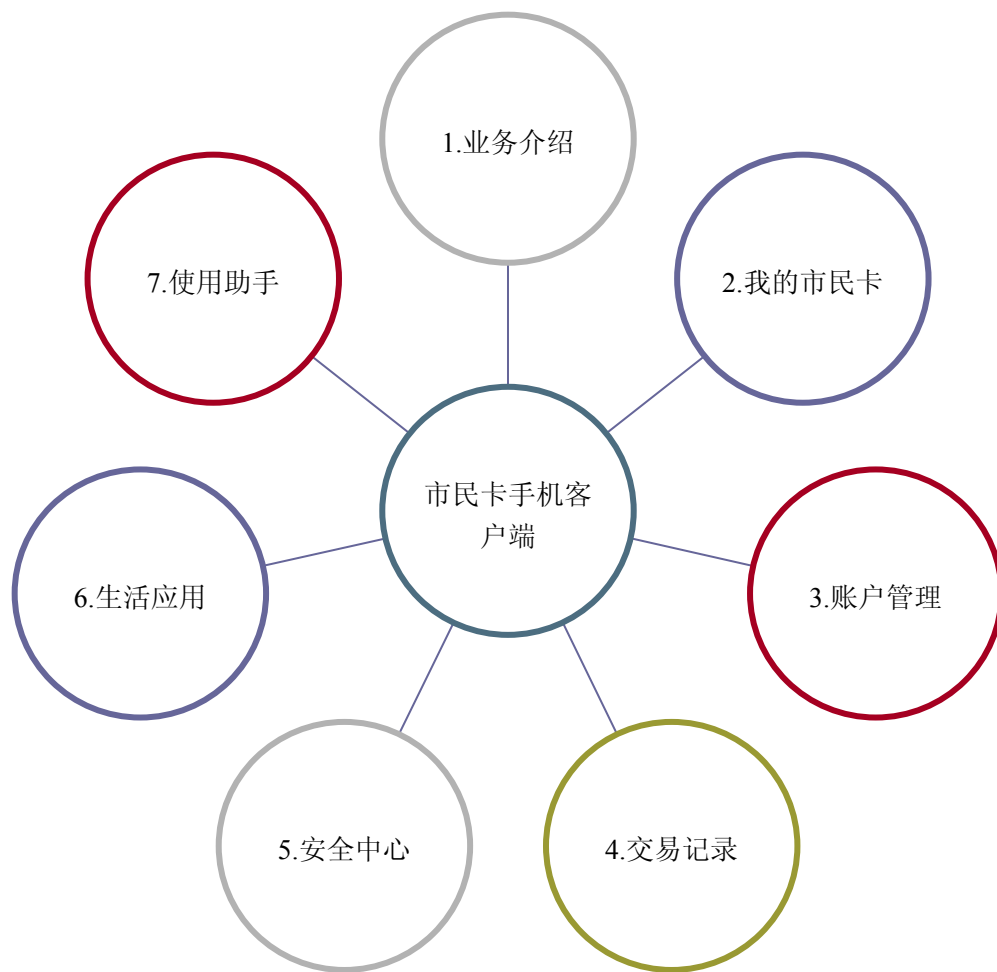 1.业务介绍
2.我的市民卡
3.账户管理
4.交易记录
5.安全中心
6.生活应用
7.使用助手
市民卡手机客
户端